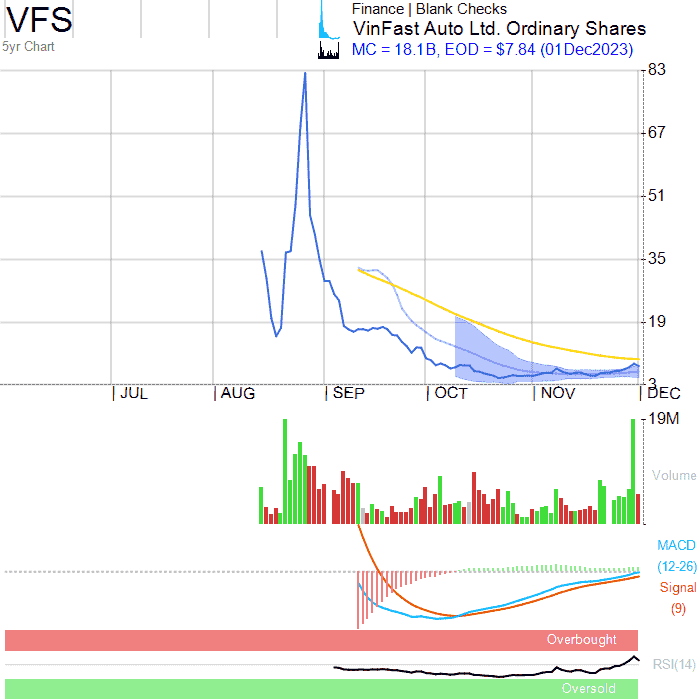 VFS
5yr Chart
Finance | Blank Checks
VinFast Auto Ltd. Ordinary Shares
MC = 18.1B, EOD = $7.84 (01Dec2023)
83
67
51
35
19
3
JUL
AUG
SEP
OCT
NOV
DEC
19M
Volume
MACD
(12-26)
Signal
(9)
Overbought
RSI(14)
Oversold